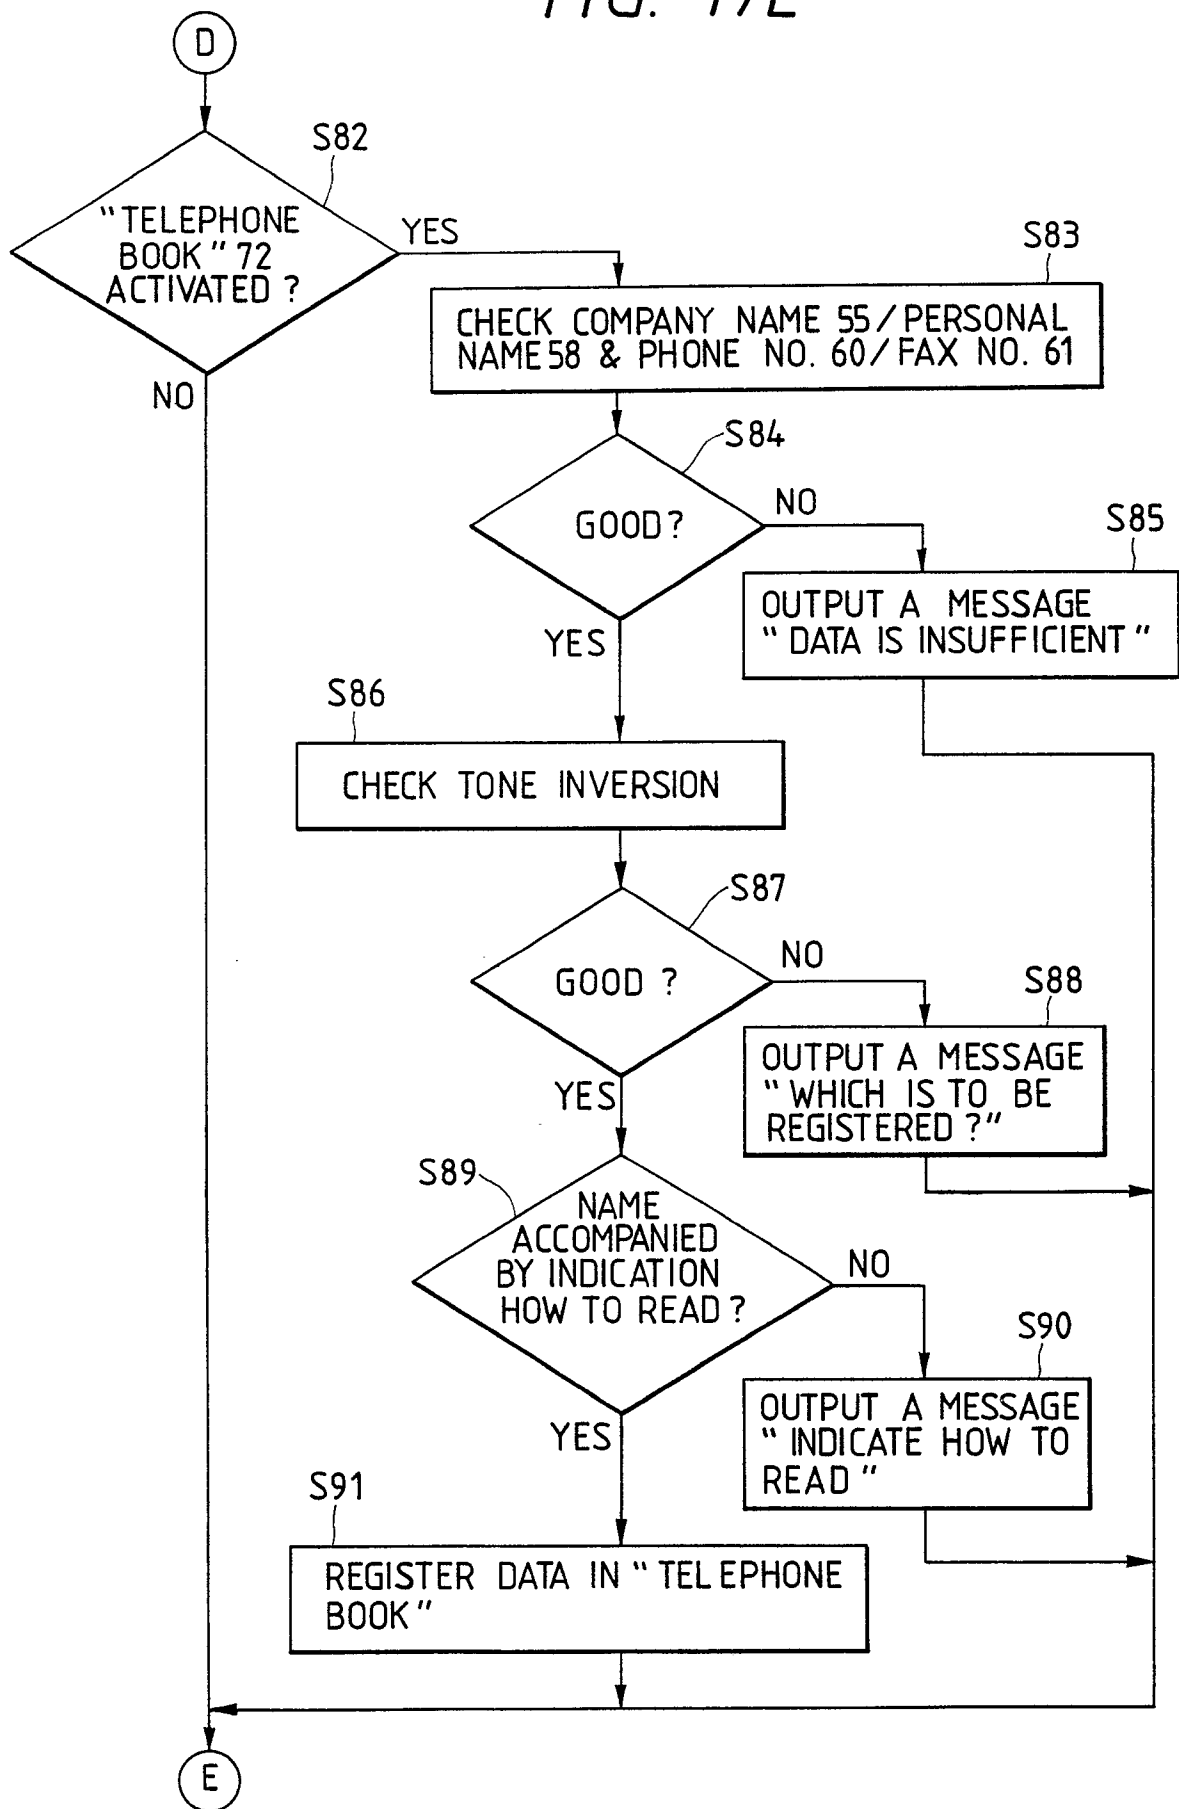 D
S82
"TELEPHONE
BOOK" 72
ACTIVATED?
YES
NO
S83
CHECK COMPANY NAME 55/PERSONAL
NAME58 & PHONE NO. 60/FAX NO. 61
S84
GOOD?
NO
YES
S85
OUTPUT A MESSAGE
"DATA IS INSUFFICIENT"
S86
CHECK TONE INVERSION
S87
GOOD?
NO
YES
S88
OUTPUT A MESSAGE
"WHICH IS TO BE
REGISTERED?"
S89
NAME
ACCOMPANIED
BY INDICATION
HOW TO READ?
NO
YES
S90
OUTPUT A MESSAGE
"INDICATE HOW TO
READ"
S91
REGISTER DATA IN "TELEPHONE
BOOK"
E